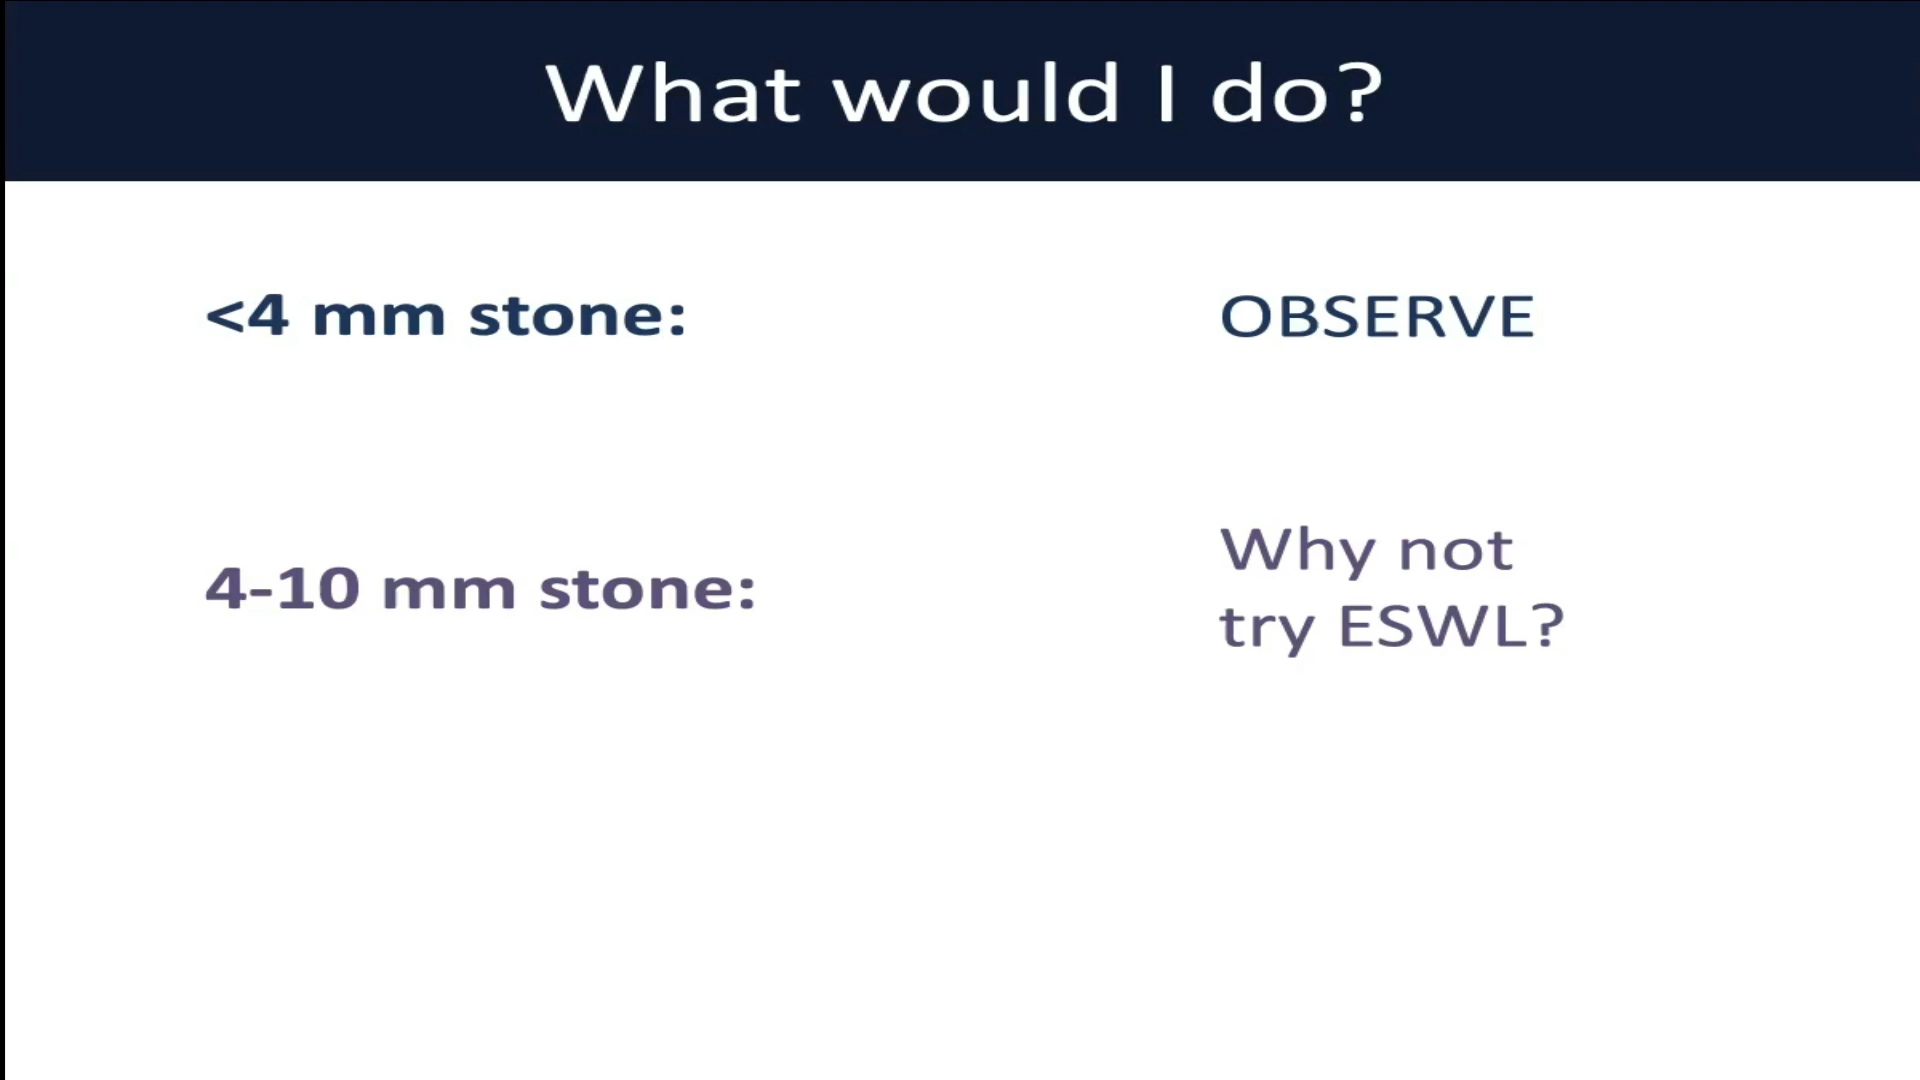 What would I do?
<4 mm stone:
OBSERVE
4-10 mm stone:
Why not
try ESWL?